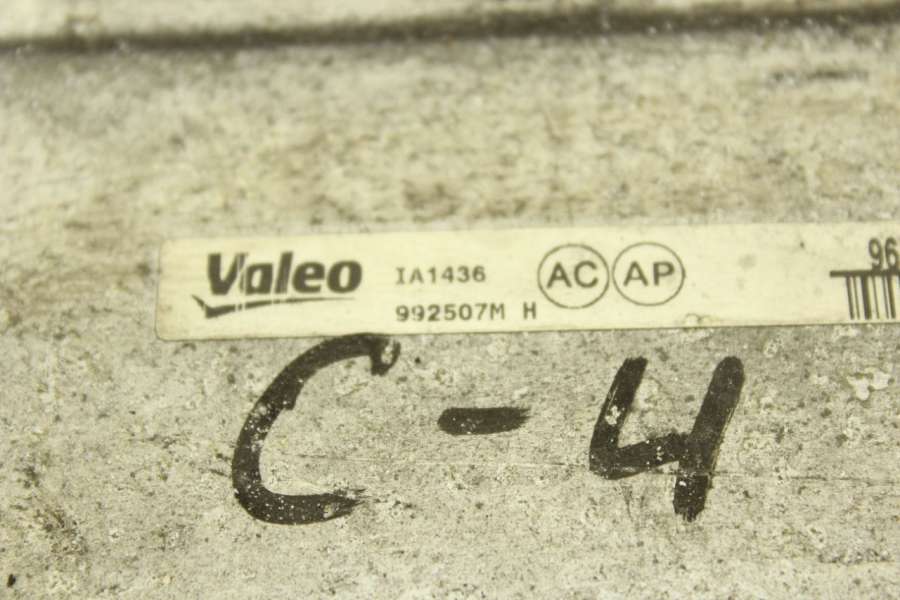 Valeo IA1436 AC AP 96
992507M H
C-4